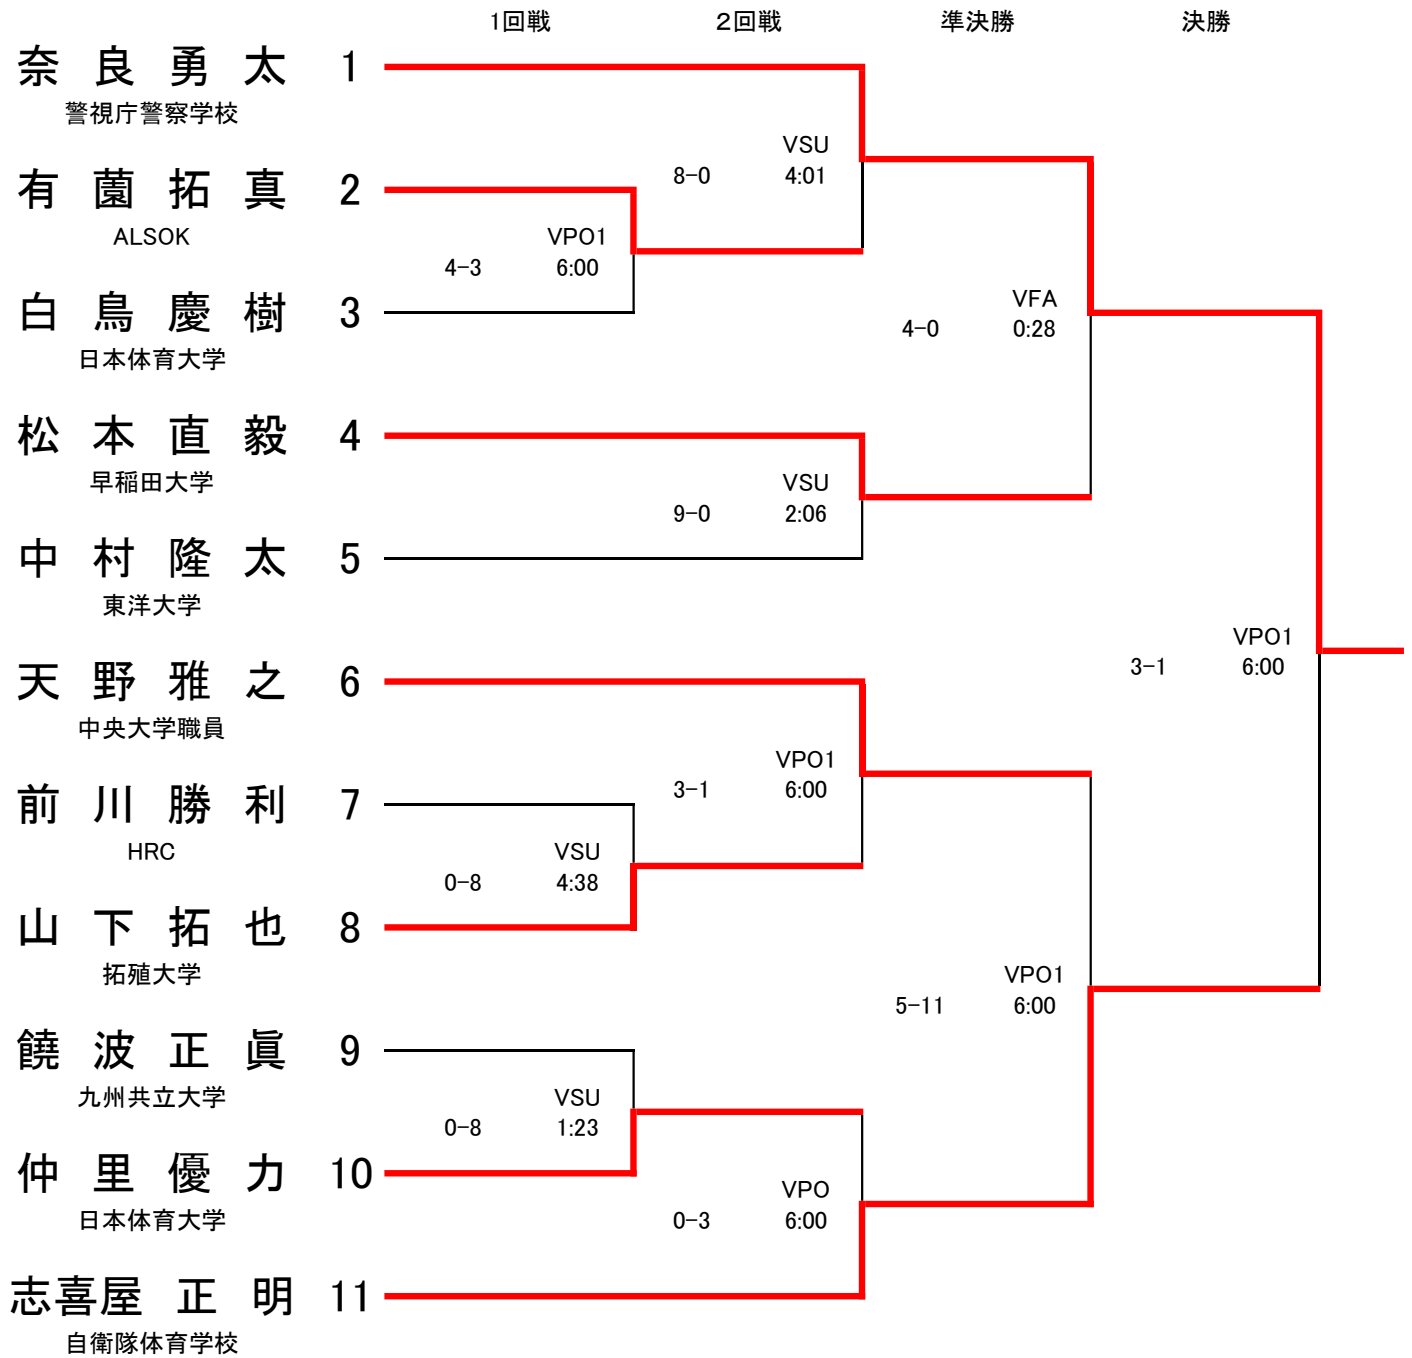 1回戦 2回戦 準決勝 決勝
奈良勇太 1
警視庁警察学校
VSU
8-0 4:01
有薗拓真 2
ALSOK
VPO1
4-3 6:00
白鳥慶樹 3
日本体育大学
VFA
4-0 0:28
松本直毅 4
早稲田大学
VSU
9-0 2:06
中村隆太 5
東洋大学
VPO1
3-1 6:00
天野雅之 6
中央大学職員
VPO1
3-1 6:00
前川勝利 7
HRC
VSU
0-8 4:38
山下拓也 8
拓殖大学
VPO1
5-11 6:00
饒波正眞 9
九州共立大学
VSU
0-8 1:23
仲里優力 10
日本体育大学
VPO
0-3 6:00
志喜屋正明 11
自衛隊体育学校